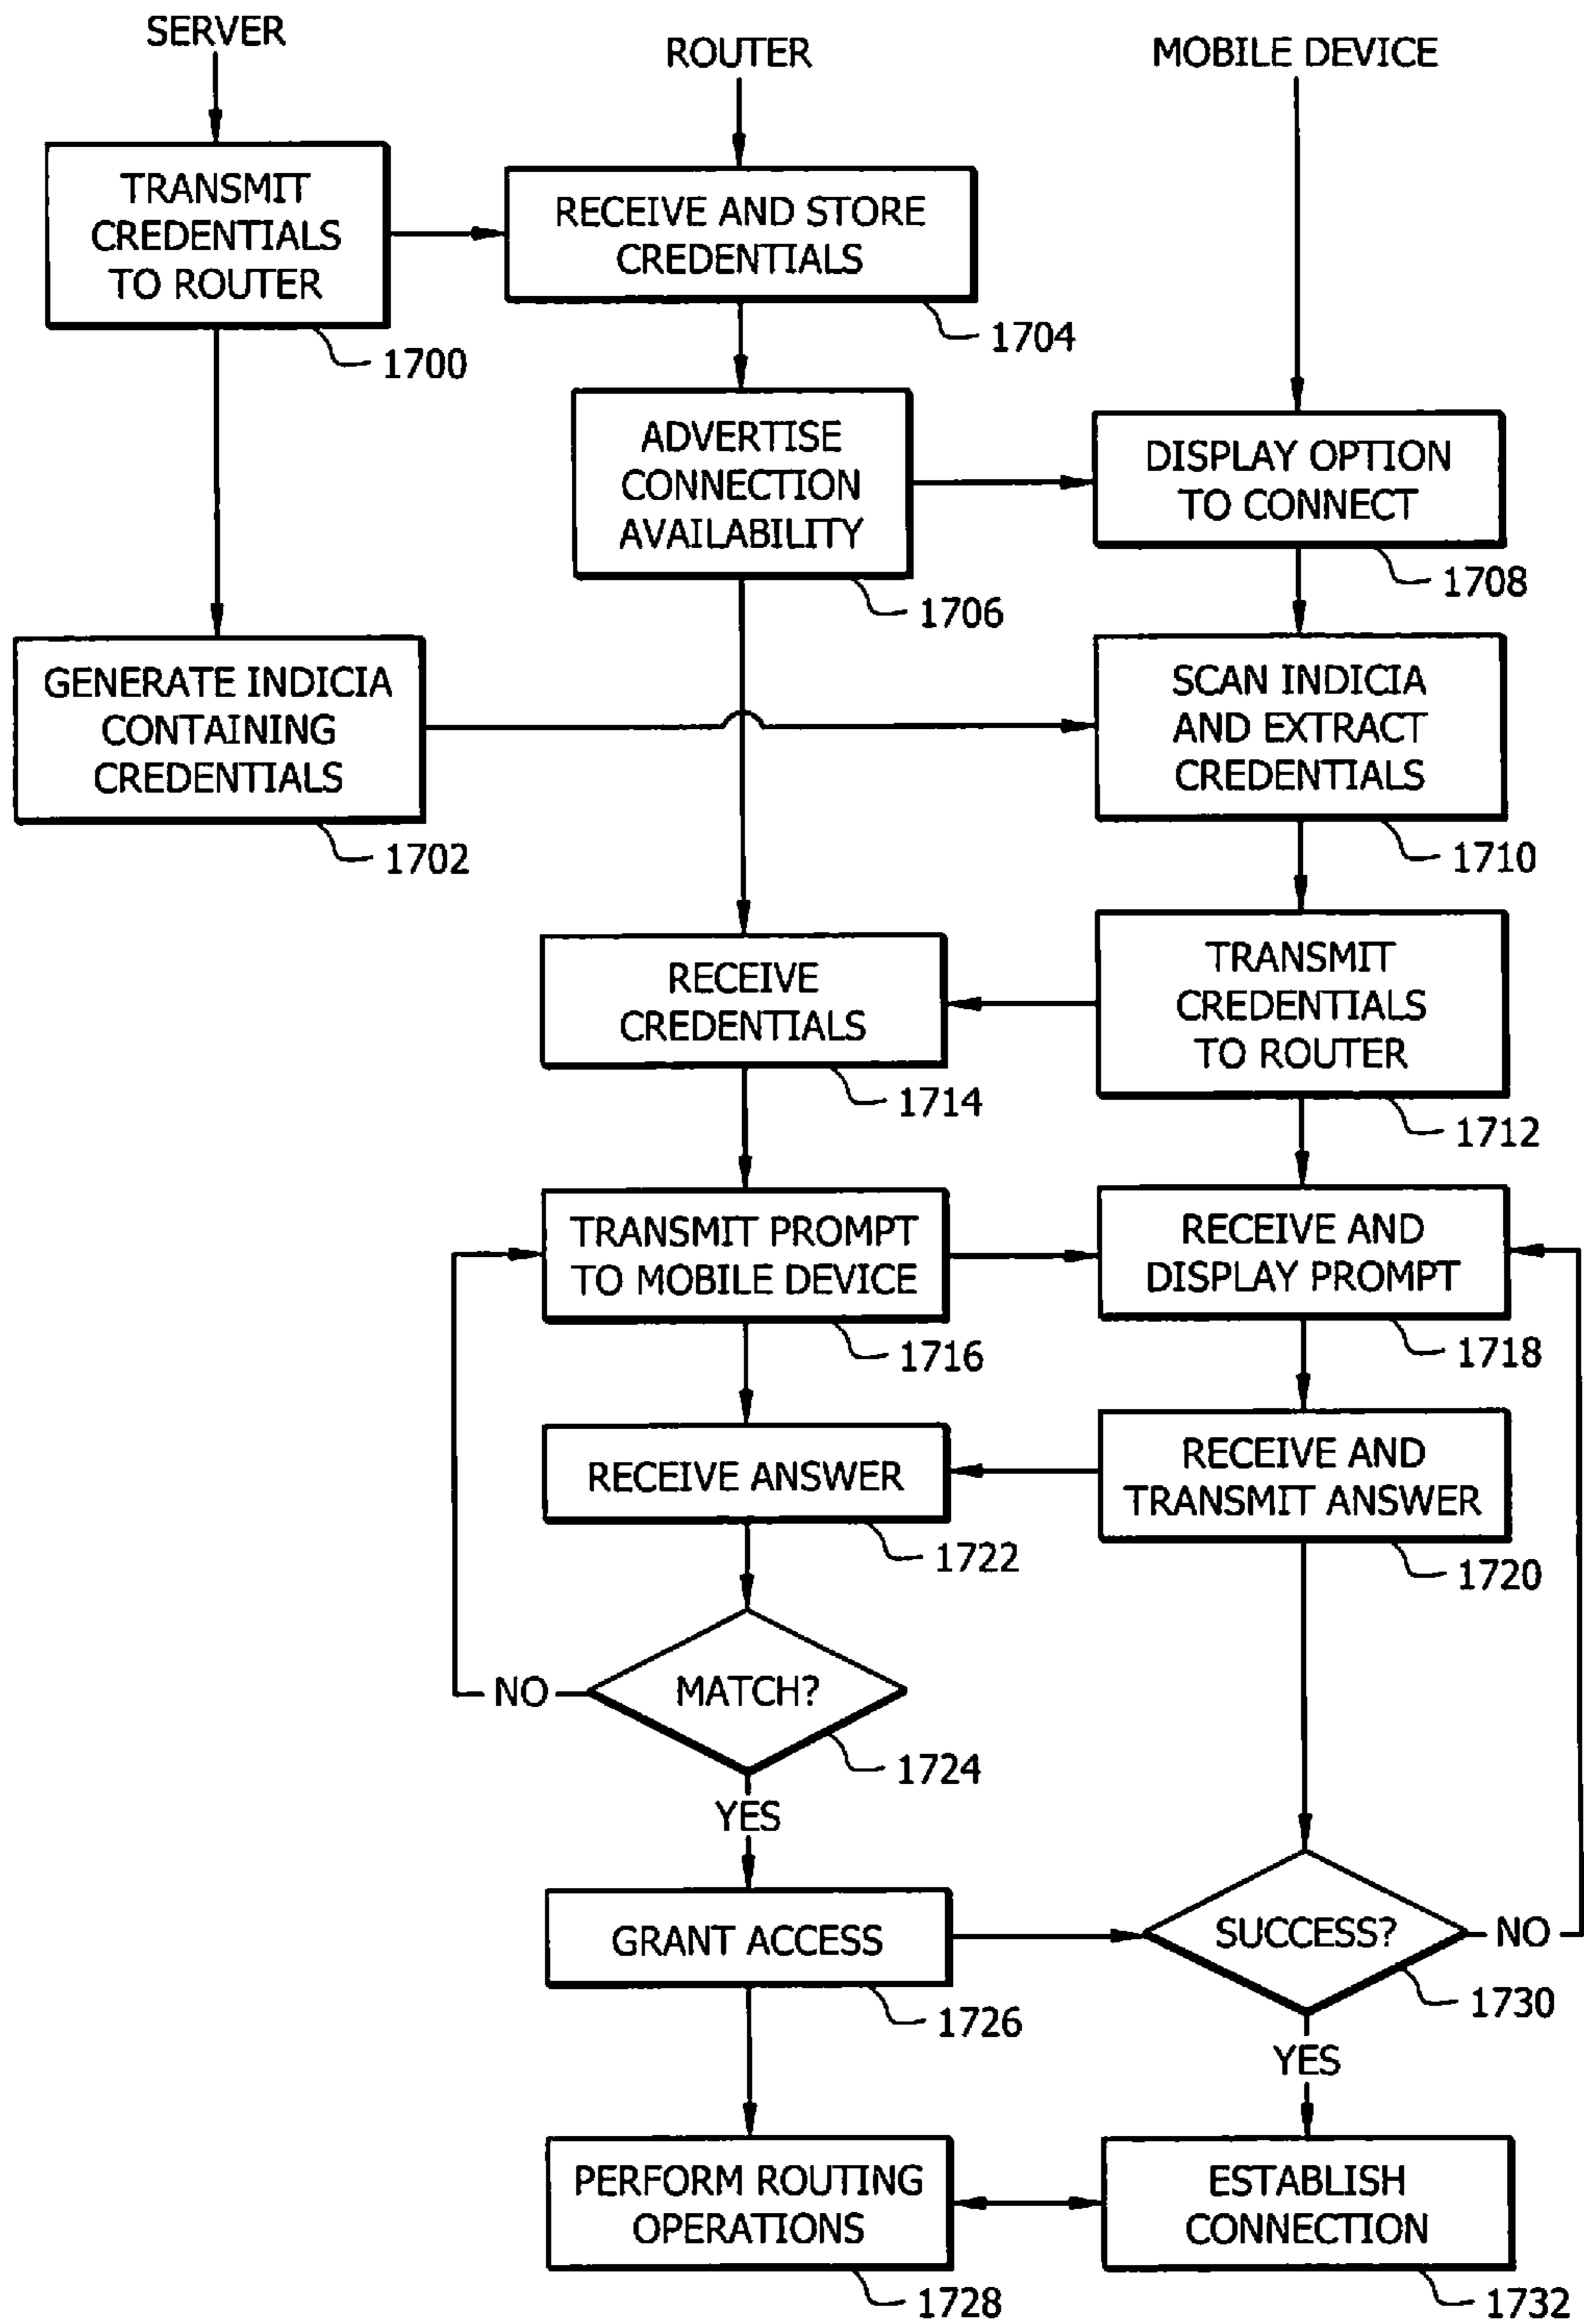 SERVER
ROUTER
MOBILE DEVICE
TRANSMIT
CREDENTIALS
TO ROUTER
1700
RECEIVE AND STORE
CREDENTIALS
1704
ADVERTISE
CONNECTION
AVAILABILITY
1706
DISPLAY OPTION
TO CONNECT
1708
GENERATE INDICIA
CONTAINING
CREDENTIALS
1702
SCAN INDICIA
AND EXTRACT
CREDENTIALS
1710
RECEIVE
CREDENTIALS
1714
TRANSMIT
CREDENTIALS
TO ROUTER
1712
TRANSMIT PROMPT
TO MOBILE DEVICE
1716
RECEIVE AND
DISPLAY PROMPT
1718
RECEIVE ANSWER
1722
RECEIVE AND
TRANSMIT ANSWER
1720
NO
MATCH?
1724
YES
GRANT ACCESS
1726
SUCCESS?
NO
1730
YES
PERFORM ROUTING
OPERATIONS
1728
ESTABLISH
CONNECTION
1732